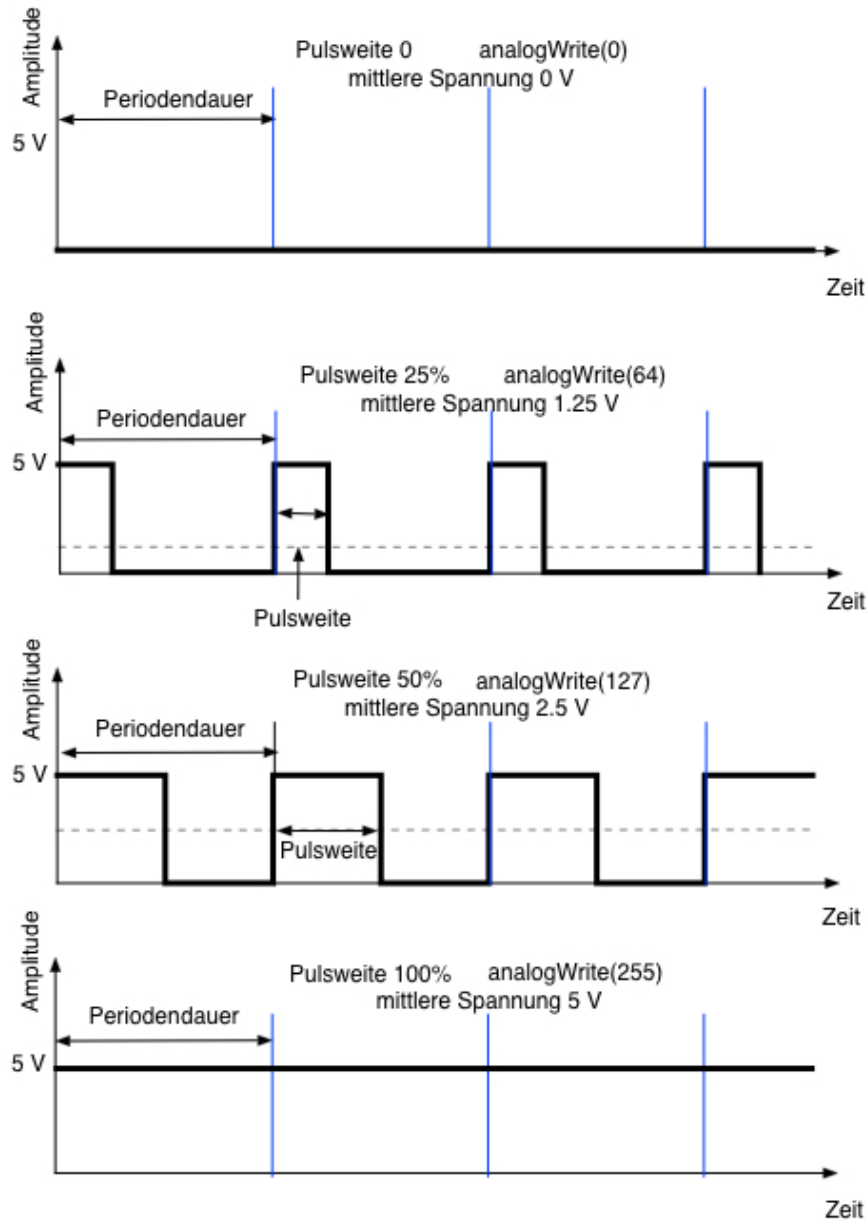 Amplitude
Pulsweite 0 analogWrite(0)
mittlere Spannung 0 V
Periodendauer
5 V
Zeit
Amplitude
Pulsweite 25% analogWrite(64)
mittlere Spannung 1.25 V
Periodendauer
5 V
Zeit
Pulsweite
Amplitude
Pulsweite 50% analogWrite(127)
mittlere Spannung 2.5 V
Periodendauer
5 V
Pulsweite
Zeit
Amplitude
Pulsweite 100% analogWrite(255)
mittlere Spannung 5 V
Periodendauer
5 V
Zeit